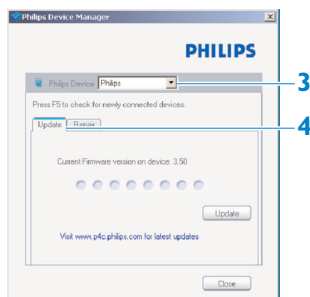 Philips Device Manager
PHILIPS
Philips Device Philips
3
Press F5 to check for newly connected devices.
Update Repair
4
Current Firmware version on device: 3.50
Update
Visit www.p4c.philips.com for latest updates
Close